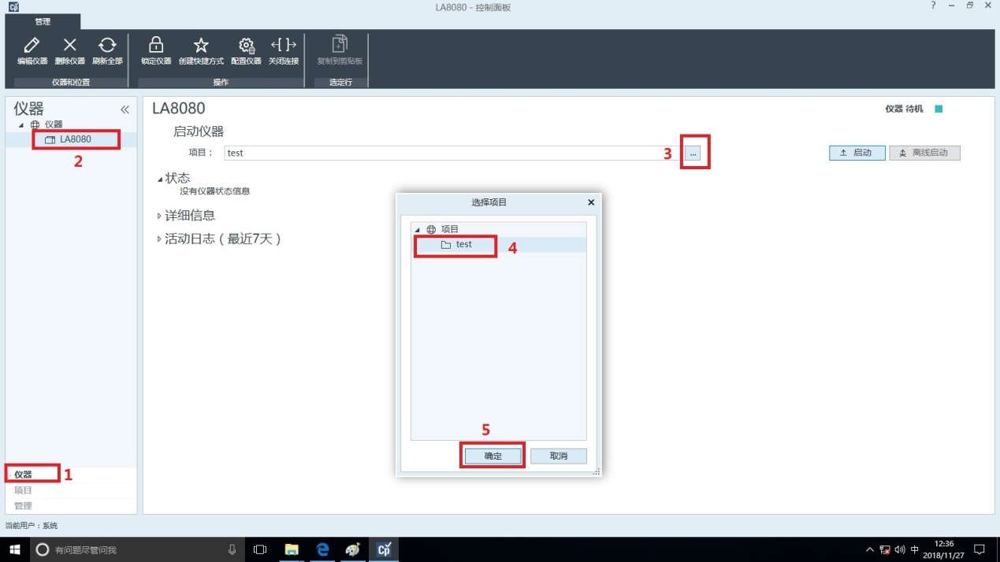 LA8080 - 控制面板
管理
编辑仪器 删除仪器 刷新全部 锁定仪器 创建快捷方式 配置仪器 关闭连接 复制到剪贴板
仪器和位置 操作 选定行
仪器
仪器
LA8080
2
LA8080
仪器 待机
启动仪器
项目： test ... 3
启动 离线启动
状态
没有仪器状态信息
详细信息
活动日志（最近7天）
选择项目
项目
test
4
5
确定 取消
仪器 1
项目
管理
当前用户：系统
有问题尽管问我
中
12:36
2018/11/27